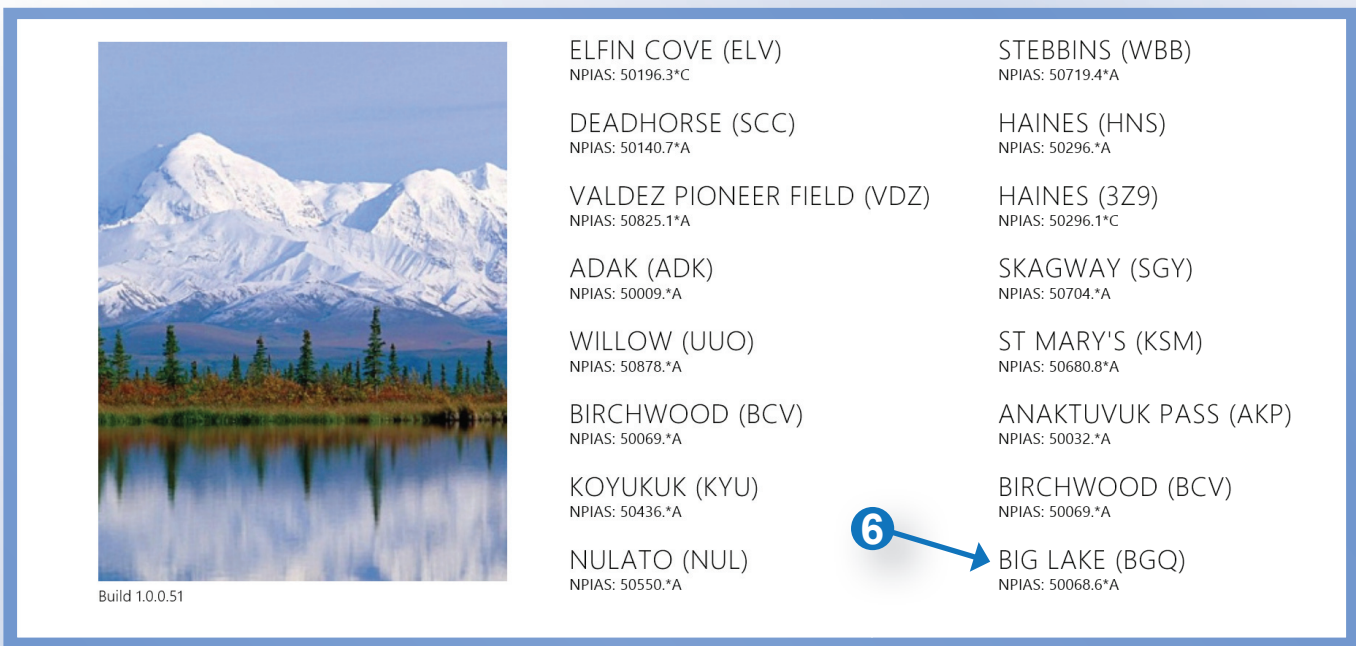 ELFIN COVE (ELV)
NPIAS: 50196.3*C
DEADHORSE (SCC)
NPIAS: 50140.7*A
VALDEZ PIONEER FIELD (VDZ)
NPIAS: 50825.1*A
ADAK (ADK)
NPIAS: 50009.*A
WILLOW (UUO)
NPIAS: 50878.*A
BIRCHWOOD (BCV)
NPIAS: 50069.*A
KOYUKUK (KYU)
NPIAS: 50436.*A
NULATO (NUL)
NPIAS: 50550.*A
STEBBINS (WBB)
NPIAS: 50719.4*A
HAINES (HNS)
NPIAS: 50296.*A
HAINES (3Z9)
NPIAS: 50296.1*C
SKAGWAY (SGY)
NPIAS: 50704.*A
ST MARY'S (KSM)
NPIAS: 50680.8*A
ANAKTUVUK PASS (AKP)
NPIAS: 50032.*A
BIRCHWOOD (BCV)
NPIAS: 50069.*A
6
BIG LAKE (BGQ)
NPIAS: 50068.6*A
Build 1.0.0.51